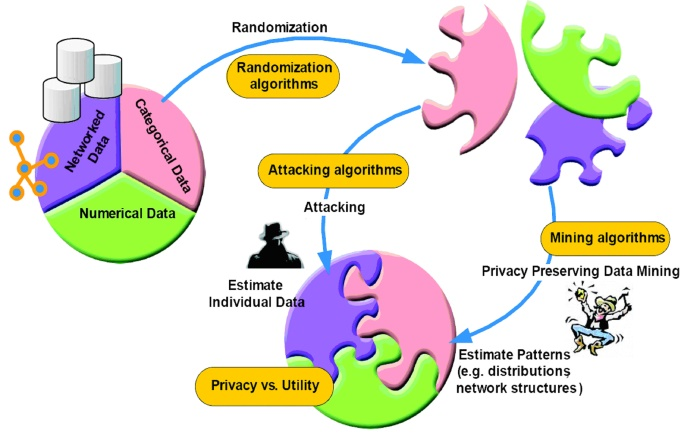 Randomization
Randomization
algorithms
Networked
Data
Categorical Data
Numerical Data
Attacking algorithms
Attacking
Mining algorithms
Privacy Preserving Data Mining
Estimate
Individual Data
Estimate Patterns
(e.g. distributions
network structures)
Privacy vs. Utility